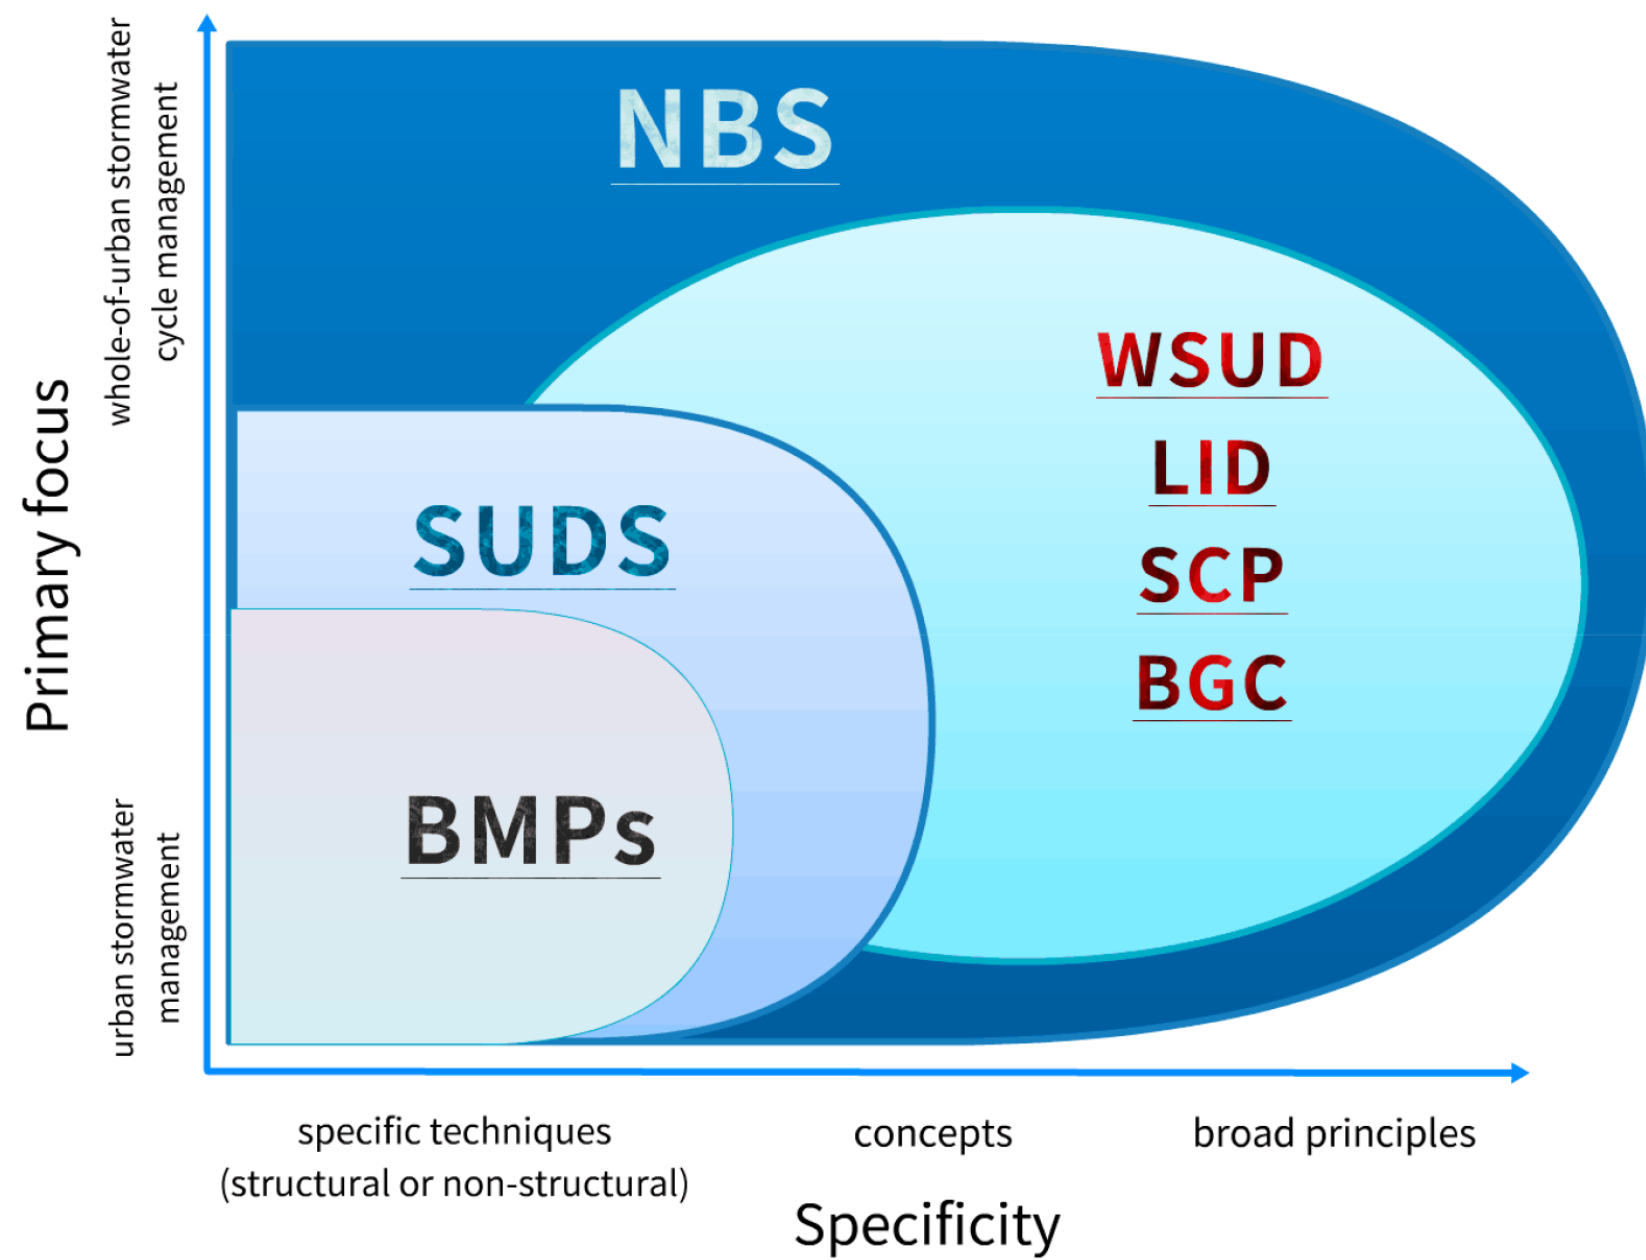 NBS
WSUD
LID
SCP
BGC
SUDS
BMPs
Primary focus
whole-of-urban stormwater
cycle management
urban stormwater
management
specific techniques
(structural or non-structural)
concepts
broad principles
Specificity